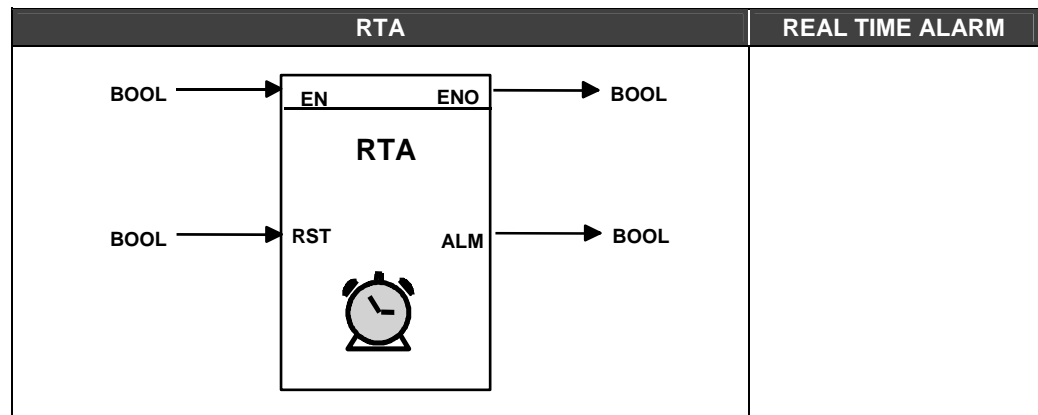 RTA REAL TIME ALARM
BOOL EN ENO BOOL
RTA
BOOL RST ALM BOOL